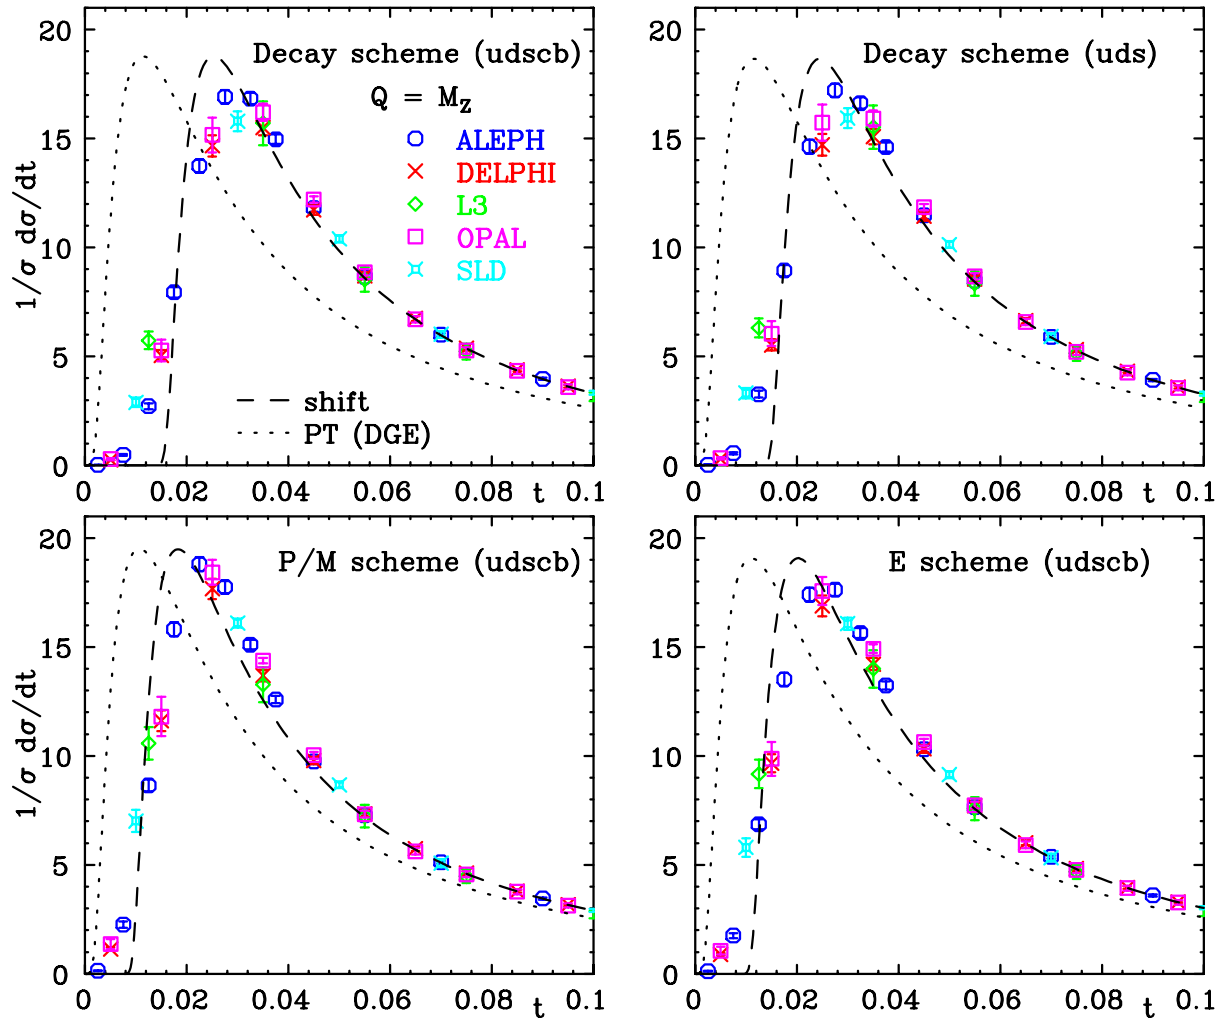 20
15
10
5
0
1/σ dσ/dt
Decay scheme (udscb)
Q = M_Z
ALEPH
DELPHI
L3
OPAL
SLD
shift
PT (DGE)
0 0.02 0.04 0.06 0.08 t 0.1
20
15
10
5
0
Decay scheme (uds)
0 0.02 0.04 0.06 0.08 t 0.1
20
15
10
5
0
1/σ dσ/dt
P/M scheme (udscb)
0 0.02 0.04 0.06 0.08 t 0.1
20
15
10
5
0
E scheme (udscb)
0 0.02 0.04 0.06 0.08 t 0.1